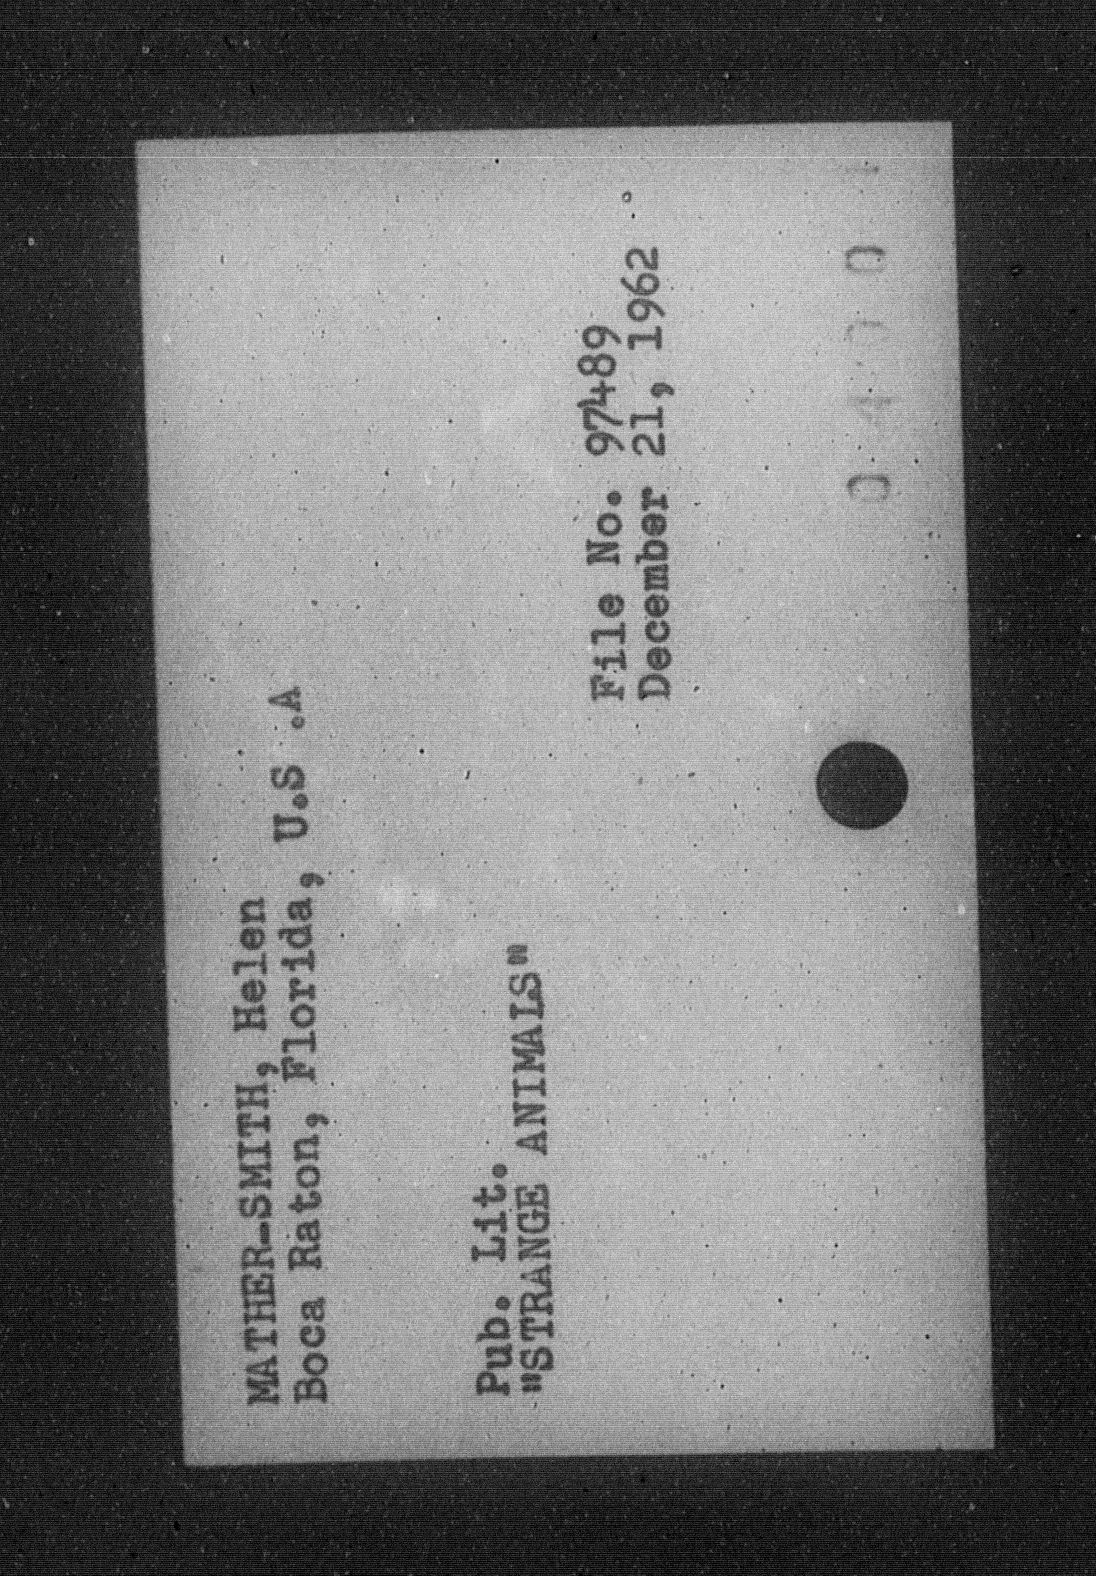 MATHER-SMITH, Helen
Boca Raton, Florida, U.S .A
Pub. Lit.
"STRANGE ANIMALS"
File No. 97489
December 21, 1962